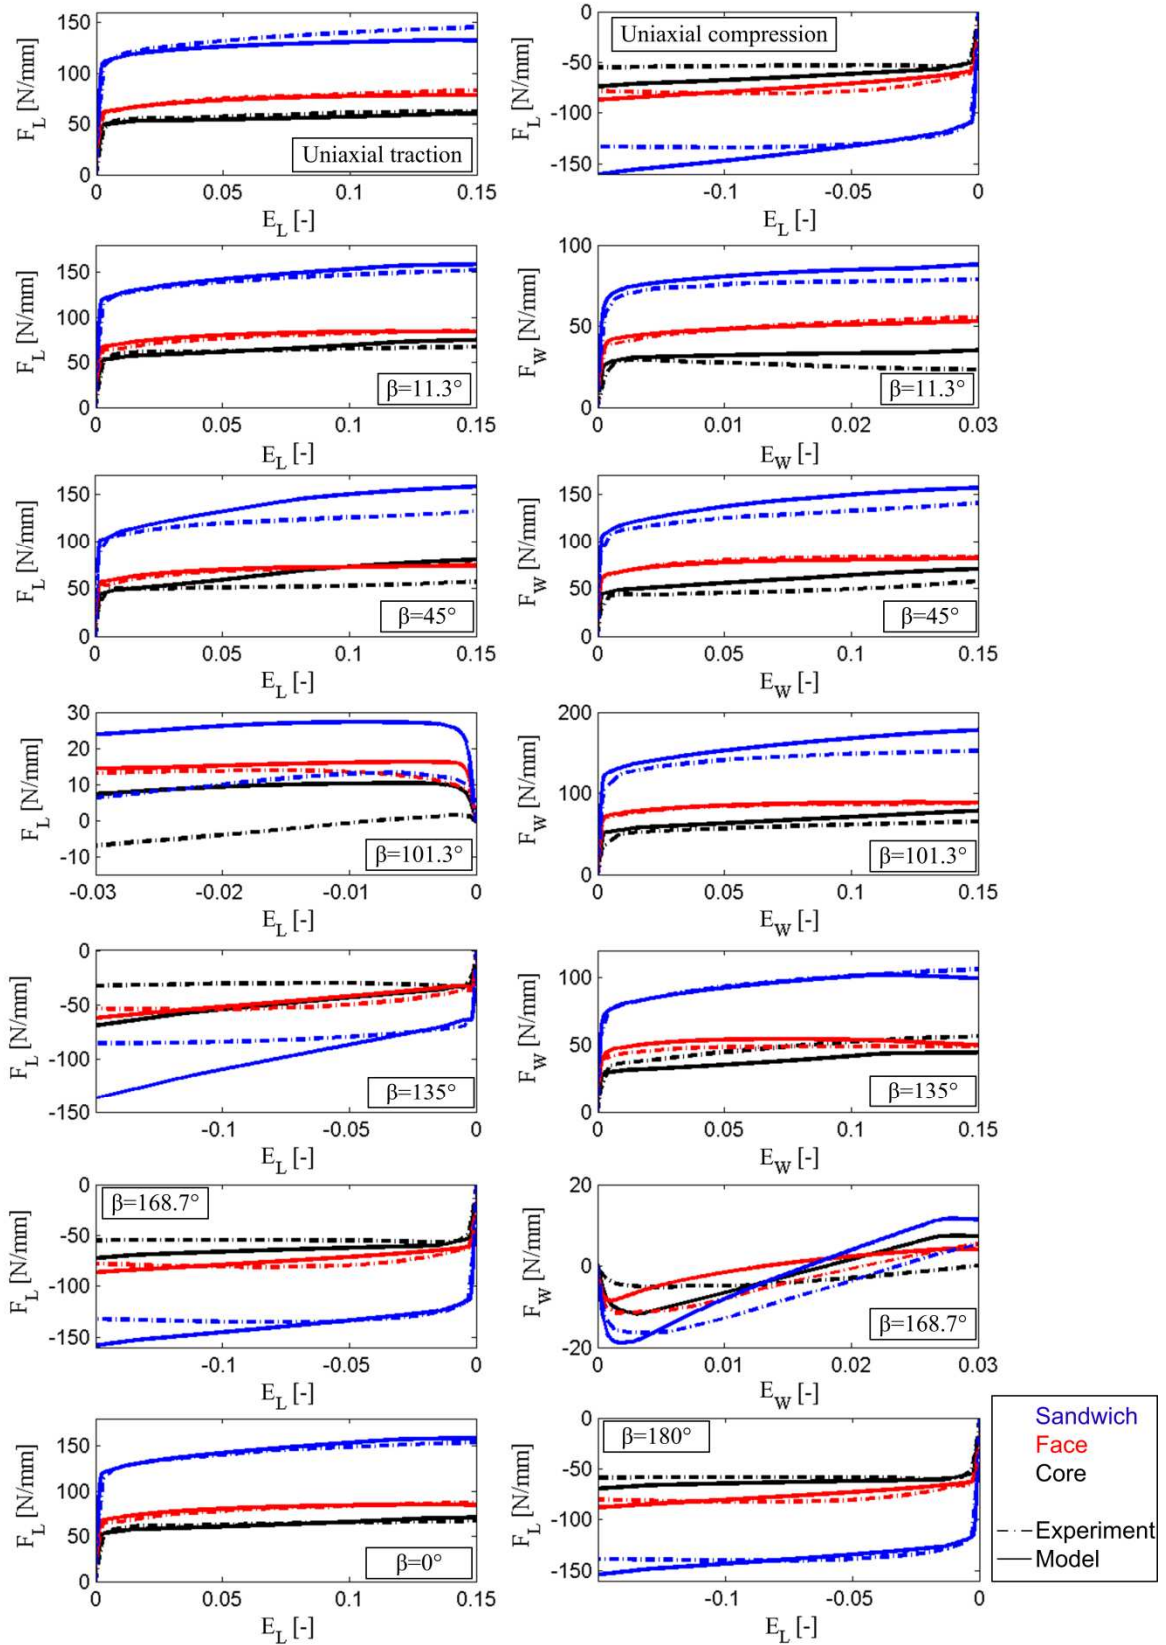 F_L [N/mm]
150
100
50
0
Uniaxial traction
0 0.05 0.1 0.15
E_L [-]
F_L [N/mm]
0
-50
-100
-150
Uniaxial compression
-0.1 -0.05 0
E_L [-]
F_L [N/mm]
150
100
50
0
β=11.3°
0 0.05 0.1 0.15
E_L [-]
F_W [N/mm]
100
50
0
β=11.3°
0 0.01 0.02 0.03
E_W [-]
F_L [N/mm]
150
100
50
0
β=45°
0 0.05 0.1 0.15
E_L [-]
F_W [N/mm]
150
100
50
0
β=45°
0 0.05 0.1 0.15
E_W [-]
F_L [N/mm]
30
20
10
0
-10
β=101.3°
-0.03 -0.02 -0.01 0
E_L [-]
F_W [N/mm]
200
100
0
β=101.3°
0 0.05 0.1 0.15
E_W [-]
F_L [N/mm]
0
-50
-100
-150
β=135°
-0.1 -0.05 0
E_L [-]
F_W [N/mm]
100
50
0
β=135°
0 0.05 0.1 0.15
E_W [-]
F_L [N/mm]
0
-50
-100
-150
β=168.7°
-0.1 -0.05 0
E_L [-]
F_W [N/mm]
20
0
-20
β=168.7°
0 0.01 0.02 0.03
E_W [-]
F_L [N/mm]
150
100
50
0
β=0°
0 0.05 0.1 0.15
E_L [-]
F_L [N/mm]
0
-50
-100
-150
β=180°
-0.1 -0.05 0
E_L [-]
Sandwich
Face
Core
Experiment
Model